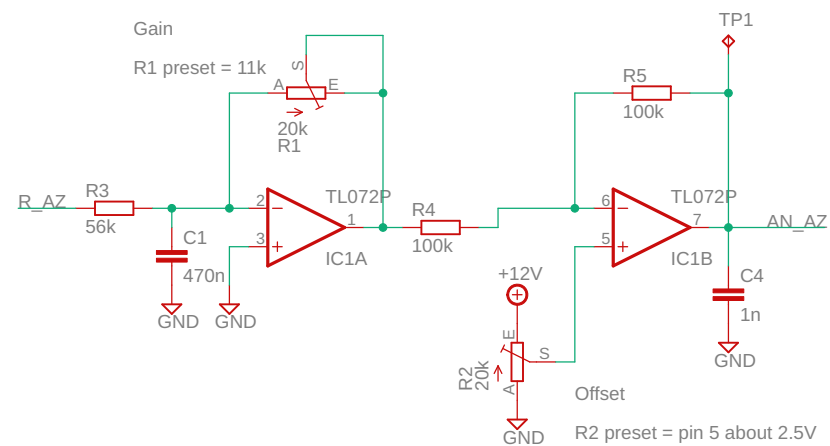 Gain
TP1
R1 preset = 11k
S
A
E
20k
R1
R5
100k
R_AZ
R3
56k
2
3
TL072P
1
IC1A
R4
100k
6
5
TL072P
7
IC1B
AN_AZ
C1
470n
GND
GND
+12V
E
S
R2
20k
A
GND
C4
1n
GND
Offset
R2 preset = pin 5 about 2.5V